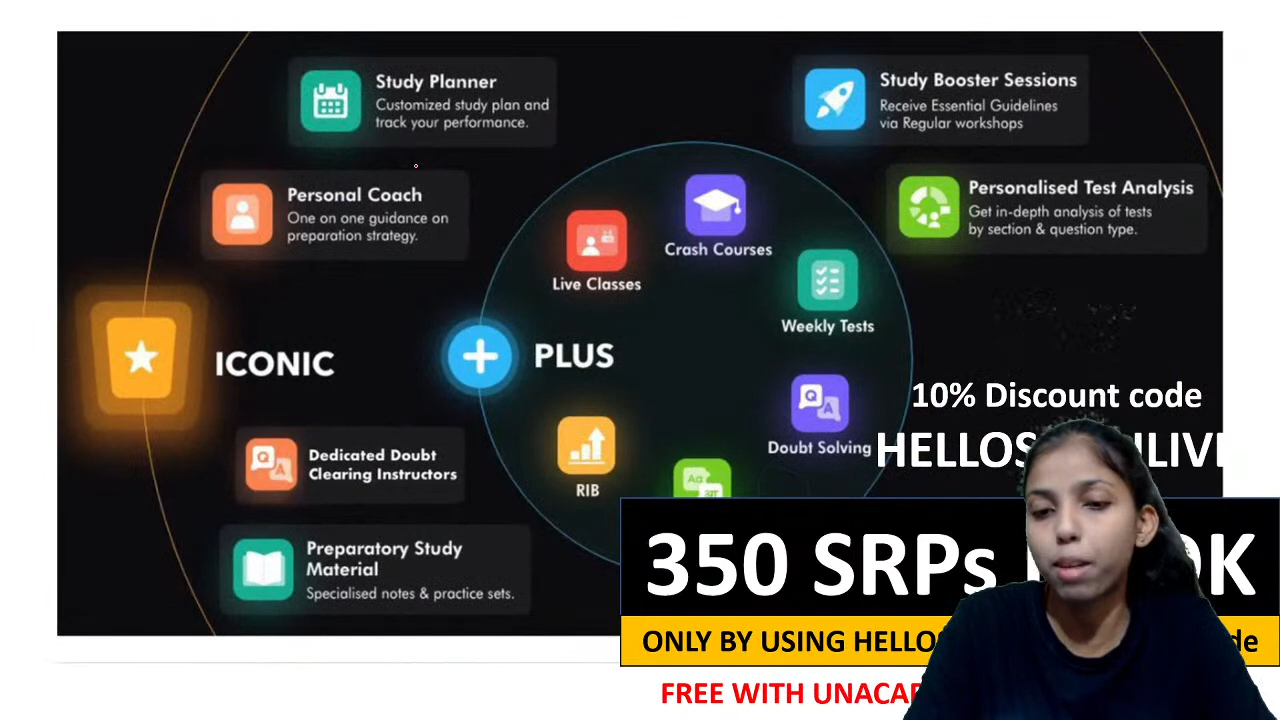 Study Planner
Customized study plan and
track your performance.
Study Booster Sessions
Receive Essential Guidelines
via Regular workshops
Personal Coach
One on one guidance on
preparation strategy.
Personalised Test Analysis
Get in-depth analysis of tests
by section & question type.
Crash Courses
Live Classes
Weekly Tests
ICONIC
PLUS
10% Discount code
Doubt Solving
Dedicated Doubt
Clearing Instructors
RIB
350 SRPs
Preparatory Study
Material
Specialised notes & practice sets.
ONLY BY USING
FREE WITH